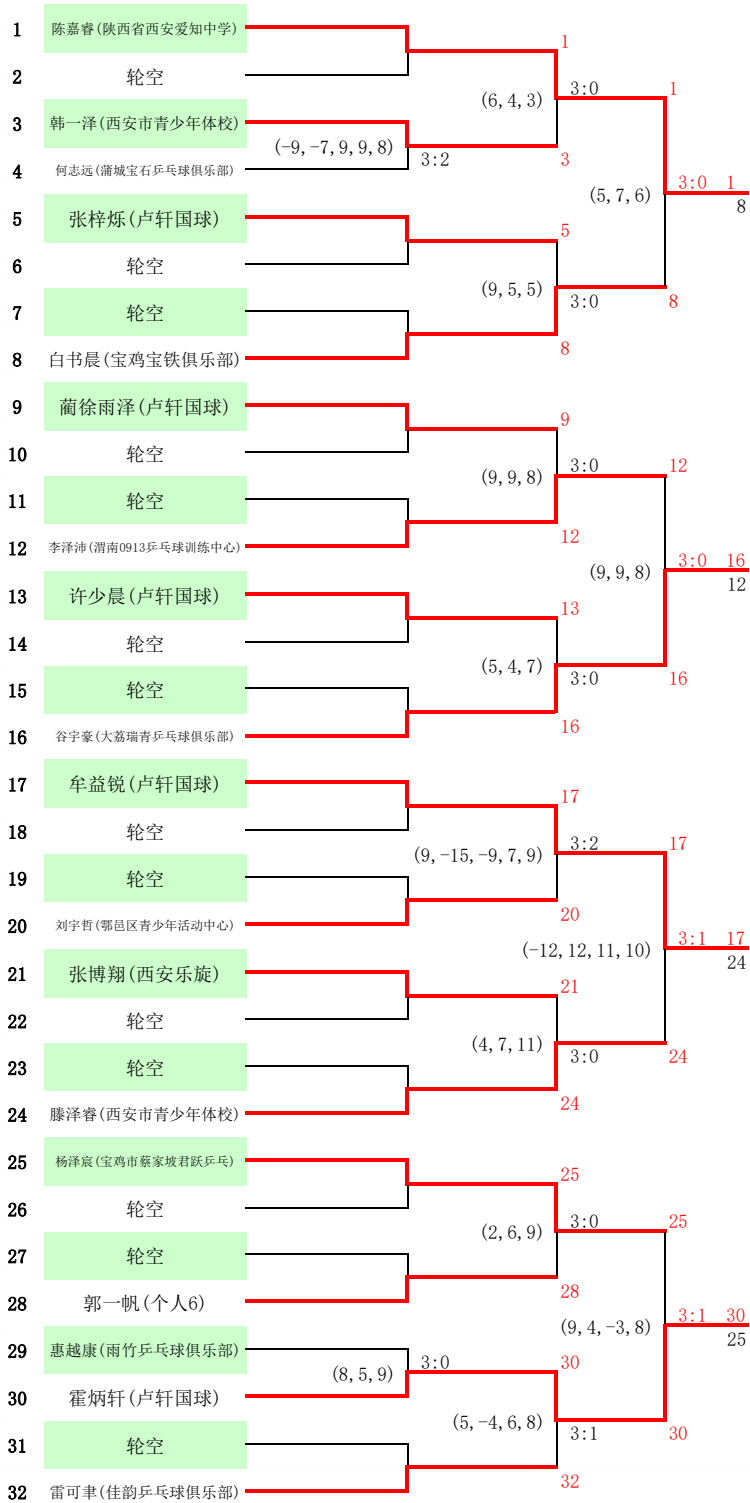 1 陈嘉睿(陕西省西安爱知中学)
1
2 轮空
(6, 4, 3) 3:0 1
3 韩一泽(西安市青少年体校)
(-9, -7, 9, 9, 8) 3:2 3
4 何志远(蒲城宝石乒乓球俱乐部)
(5, 7, 6) 3:0 1
8
5 张梓烁(卢轩国球)
5
6 轮空
(9, 5, 5) 3:0 8
7 轮空
8
8 白书晨(宝鸡宝铁俱乐部)
9 蔺徐雨泽(卢轩国球)
9
10 轮空
(9, 9, 8) 3:0 12
11 轮空
12
12 李泽沛(渭南0913乒乓球训练中心)
(9, 9, 8) 3:0 16
12
13 许少晨(卢轩国球)
13
14 轮空
(5, 4, 7) 3:0 16
15 轮空
16
16 谷宇豪(大荔瑞青乒乓球俱乐部)
17 牟益锐(卢轩国球)
17
18 轮空
(9, -15, -9, 7, 9) 3:2 17
19 轮空
20
20 刘宇哲(鄠邑区青少年活动中心)
(-12, 12, 11, 10) 3:1 17
24
21 张博翔(西安乐旋)
21
22 轮空
(4, 7, 11) 3:0 24
23 轮空
24
24 滕泽睿(西安市青少年体校)
25 杨泽宸(宝鸡市蔡家坡君跃乒乓)
25
26 轮空
(2, 6, 9) 3:0 25
27 轮空
28
28 郭一帆(个人6)
(9, 4, -3, 8) 3:1 30
25
29 惠越康(雨竹乒乓球俱乐部)
(8, 5, 9) 3:0 30
30 霍炳轩(卢轩国球)
(5, -4, 6, 8) 3:1 30
31 轮空
32
32 雷可聿(佳韵乒乓球俱乐部)